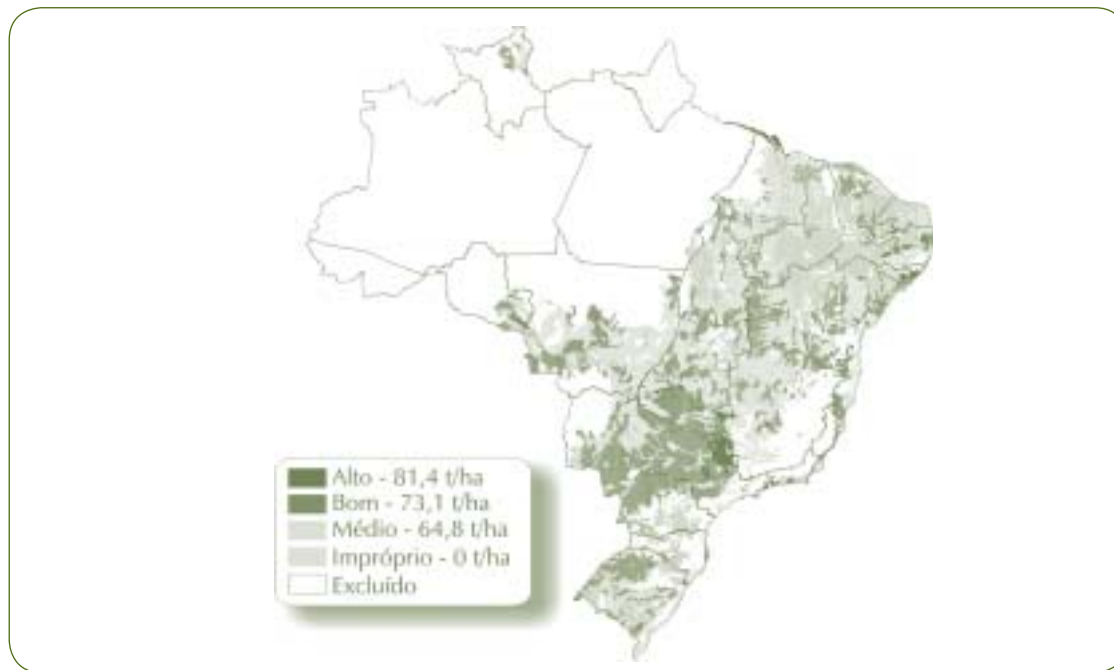 Alto - 81,4 t/ha
Bom - 73,1 t/ha
Médio - 64,8 t/ha
Impróprio - 0 t/ha
Excluído